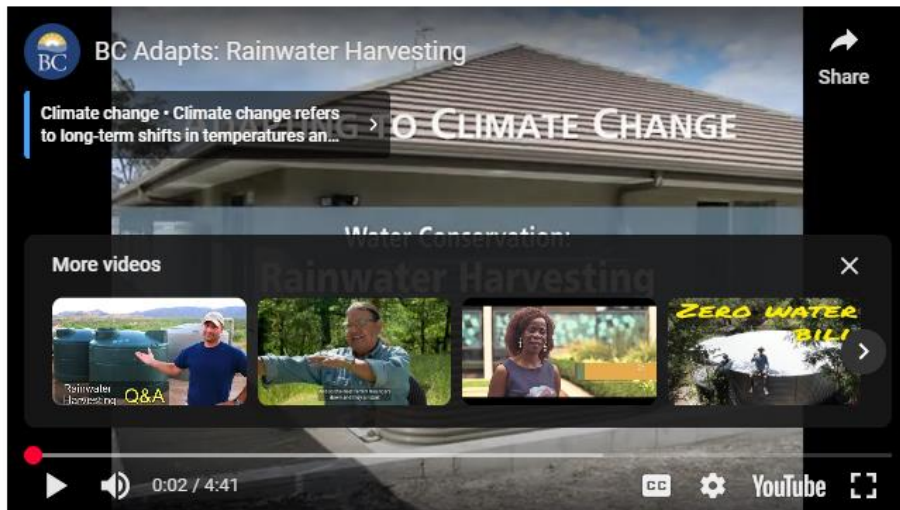 BC
BC Adapts: Rainwater Harvesting
Share
Climate change • Climate change refers
to long-term shifts in temperatures an...
G TO CLIMATE CHANGE
Water Conservation:
Rainwater Harvesting
More videos
Rainwater
Harvesting Q&A
ZERO WATER
BILL
0:02 / 4:41
CC
YouTube